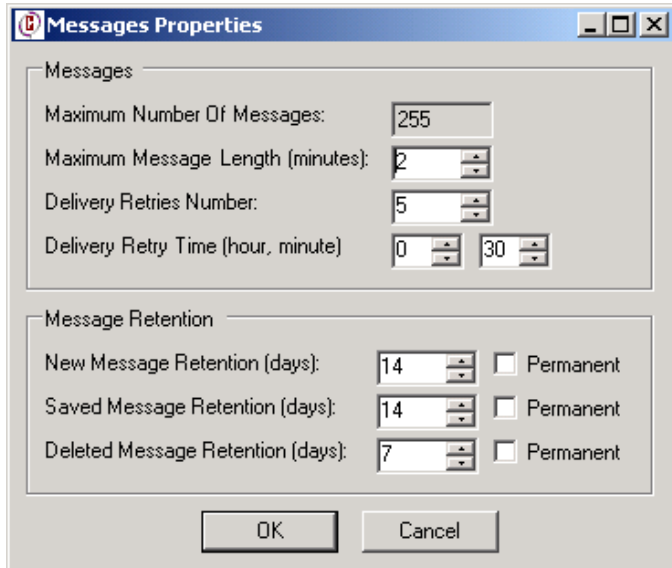 Messages Properties
Messages
Maximum Number Of Messages: 255
Maximum Message Length (minutes): 2
Delivery Retries Number: 5
Delivery Retry Time (hour, minute) 0 30
Message Retention
New Message Retention (days): 14 Permanent
Saved Message Retention (days): 14 Permanent
Deleted Message Retention (days): 7 Permanent
OK Cancel